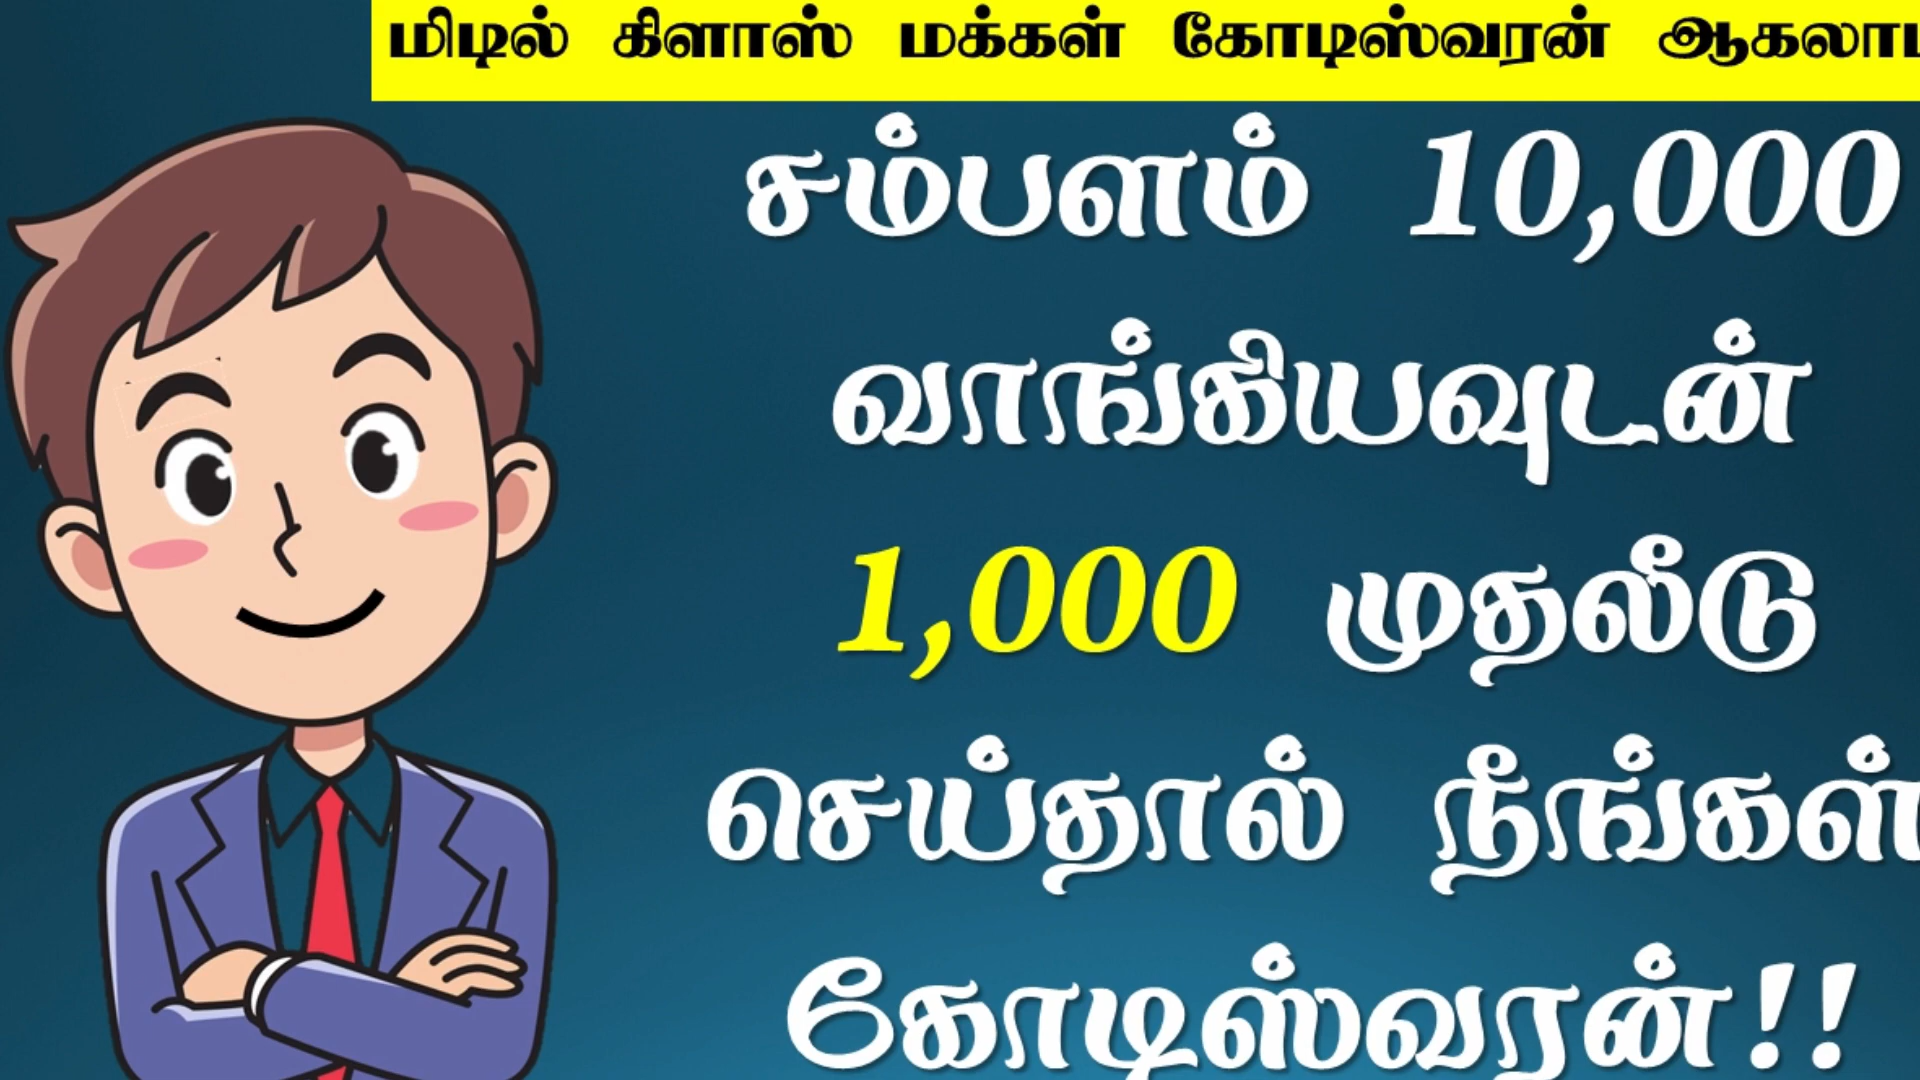 மிடில் கிளாஸ் மக்கள் கோடிஸ்வரன் ஆகலாம்
சம்பளம் 10,000
வாங்கியவுடன்
1,000 முதலீடு
செய்தால் நீங்கள்
கோடிஸ்வரன்!!